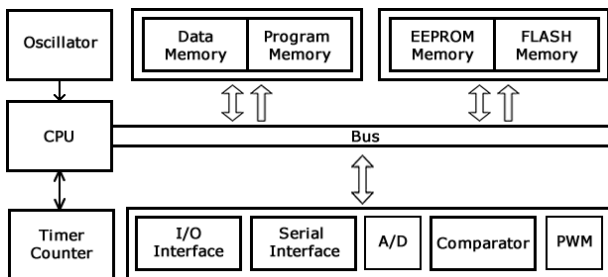 Oscillator
Data Memory
Program Memory
EEPROM Memory
FLASH Memory
CPU
Bus
Timer Counter
I/O Interface
Serial Interface
A/D
Comparator
PWM